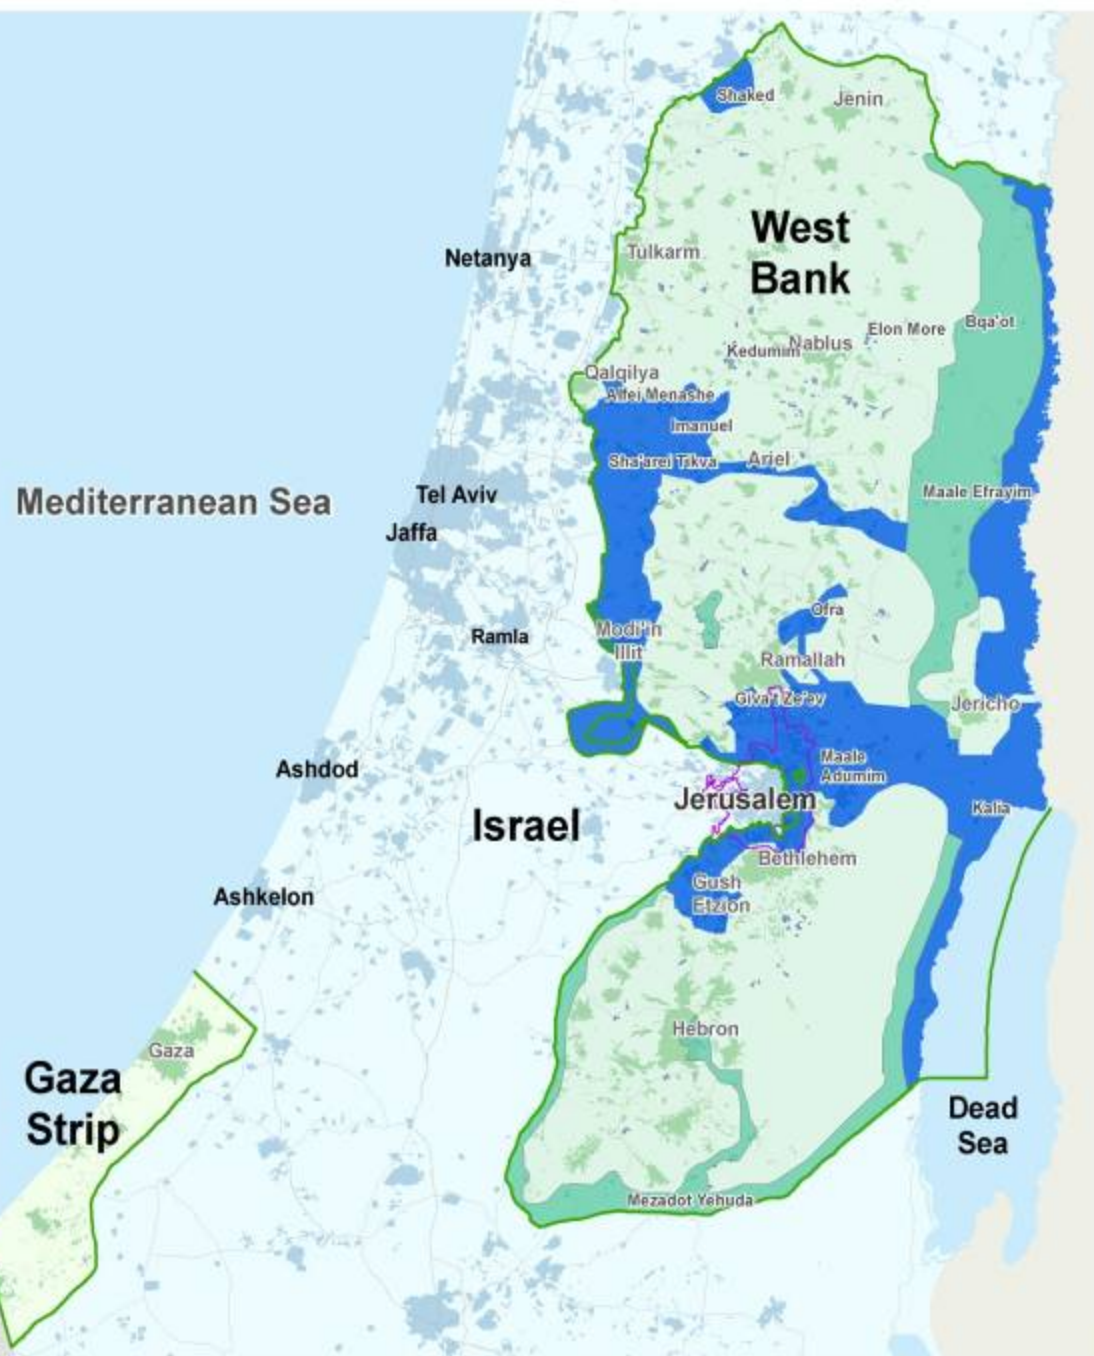 Shaked
Jenin
West
Bank
Netanya
Tulkarm
Bqa'ot
Elon More
Nablus
Kedumim
Qalqilya
Alfei Menashe
Imanuel
Sha'arei Tikva
Ariel
Mediterranean Sea
Tel Aviv
Maale Efrayim
Jaffa
Ofra
Ramla
Modi'in
Illit
Ramallah
Giva't Ze'ev
Jericho
Ashdod
Maale
Adumim
Jerusalem
Kalia
Israel
Bethlehem
Gush
Etzion
Ashkelon
Hebron
Gaza
Gaza
Strip
Dead
Sea
Mezadot Yehuda